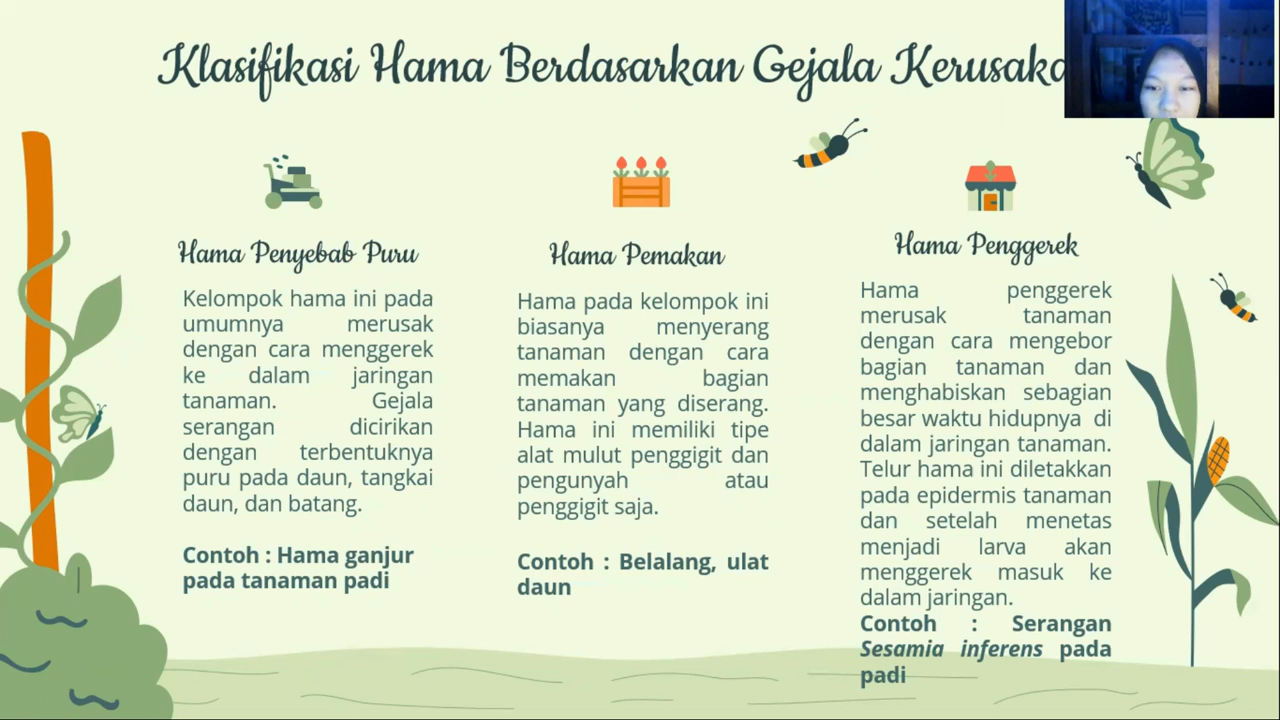 Klasifikasi Hama Berdasarkan Gejala
Hama Penyebab Puru
Kelompok hama ini pada
umumnya merusak
dengan cara menggerek
ke dalam jaringan
tanaman. Gejala
serangan dicirikan
dengan terbentuknya
puru pada daun, tangkai
daun, dan batang.
Contoh : Hama ganjur
pada tanaman padi
Hama Pemakan
Hama pada kelompok ini
biasanya menyerang
tanaman dengan cara
memakan bagian
tanaman yang diserang.
Hama ini memiliki tipe
alat mulut penggigit dan
pengunyah atau
penggigit saja.
Contoh : Belalang, ulat
daun
Hama Penggerek
Hama penggerek
merusak tanaman
dengan cara mengebor
bagian tanaman dan
menghabiskan sebagian
besar waktu hidupnya di
dalam jaringan tanaman.
Telur hama ini diletakkan
pada epidermis tanaman
dan setelah menetas
menjadi larva akan
menggerek masuk ke
dalam jaringan.
Contoh : Serangan
Sesamia inferens pada
padi